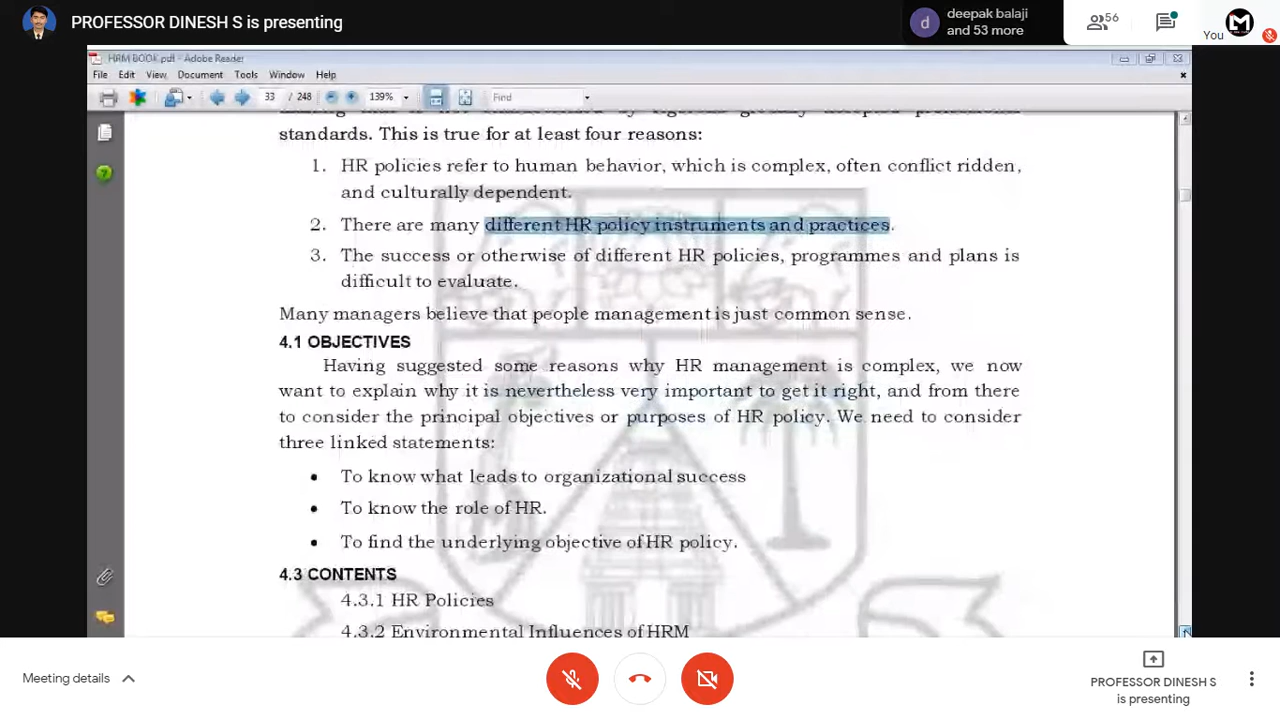 PROFESSOR DINESH S is presenting
d
deepak balaji
and 53 more
56
You
M
HRM BOOK.pdf - Adobe Reader
File Edit View Document Tools Window Help
33 / 248 139% Find
standards. This is true for at least four reasons:
1. HR policies refer to human behavior, which is complex, often conflict ridden,
and culturally dependent.
2. There are many different HR policy instruments and practices.
3. The success or otherwise of different HR policies, programmes and plans is
difficult to evaluate.
Many managers believe that people management is just common sense.
4.1 OBJECTIVES
Having suggested some reasons why HR management is complex, we now
want to explain why it is nevertheless very important to get it right, and from there
to consider the principal objectives or purposes of HR policy. We need to consider
three linked statements:
• To know what leads to organizational success
• To know the role of HR.
• To find the underlying objective of HR policy.
4.3 CONTENTS
4.3.1 HR Policies
4.3.2 Environmental Influences of HRM
Meeting details
PROFESSOR DINESH S
is presenting